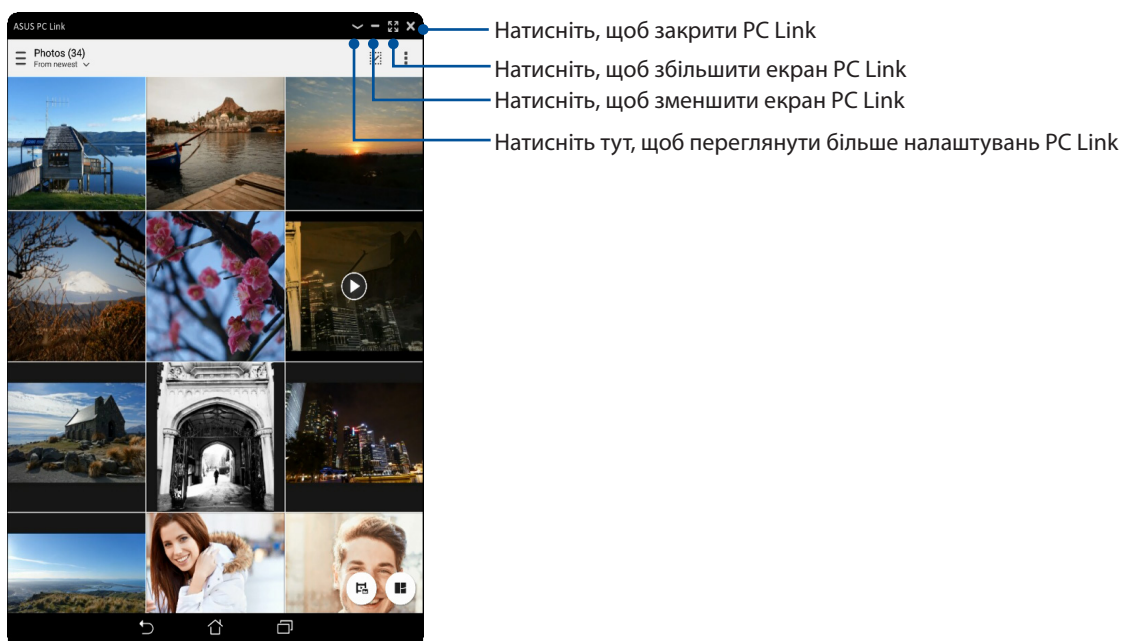 ASUS PC Link
Photos (34)
From newest
Натисніть, щоб закрити PC Link
Натисніть, щоб збільшити екран PC Link
Натисніть, щоб зменшити екран PC Link
Натисніть тут, щоб переглянути більше налаштувань PC Link